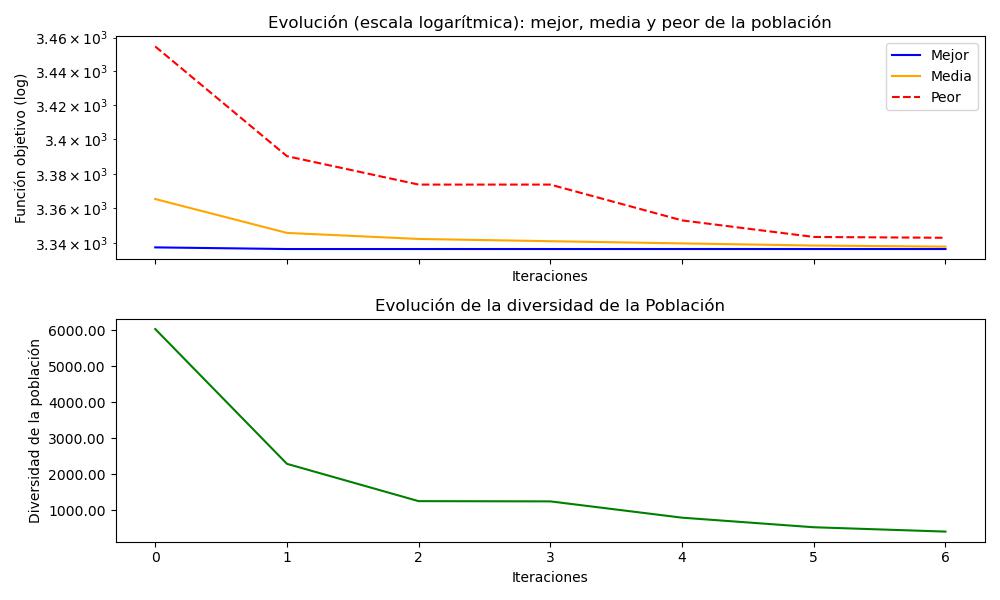 Evolución (escala logarítmica): mejor, media y peor de la población
3.46 × 10³
3.44 × 10³
3.42 × 10³
3.4 × 10³
3.38 × 10³
3.36 × 10³
3.34 × 10³
Función objetivo (log)
Mejor
Media
Peor
Iteraciones
Evolución de la diversidad de la Población
6000.00
5000.00
4000.00
3000.00
2000.00
1000.00
Diversidad de la población
0 1 2 3 4 5 6
Iteraciones